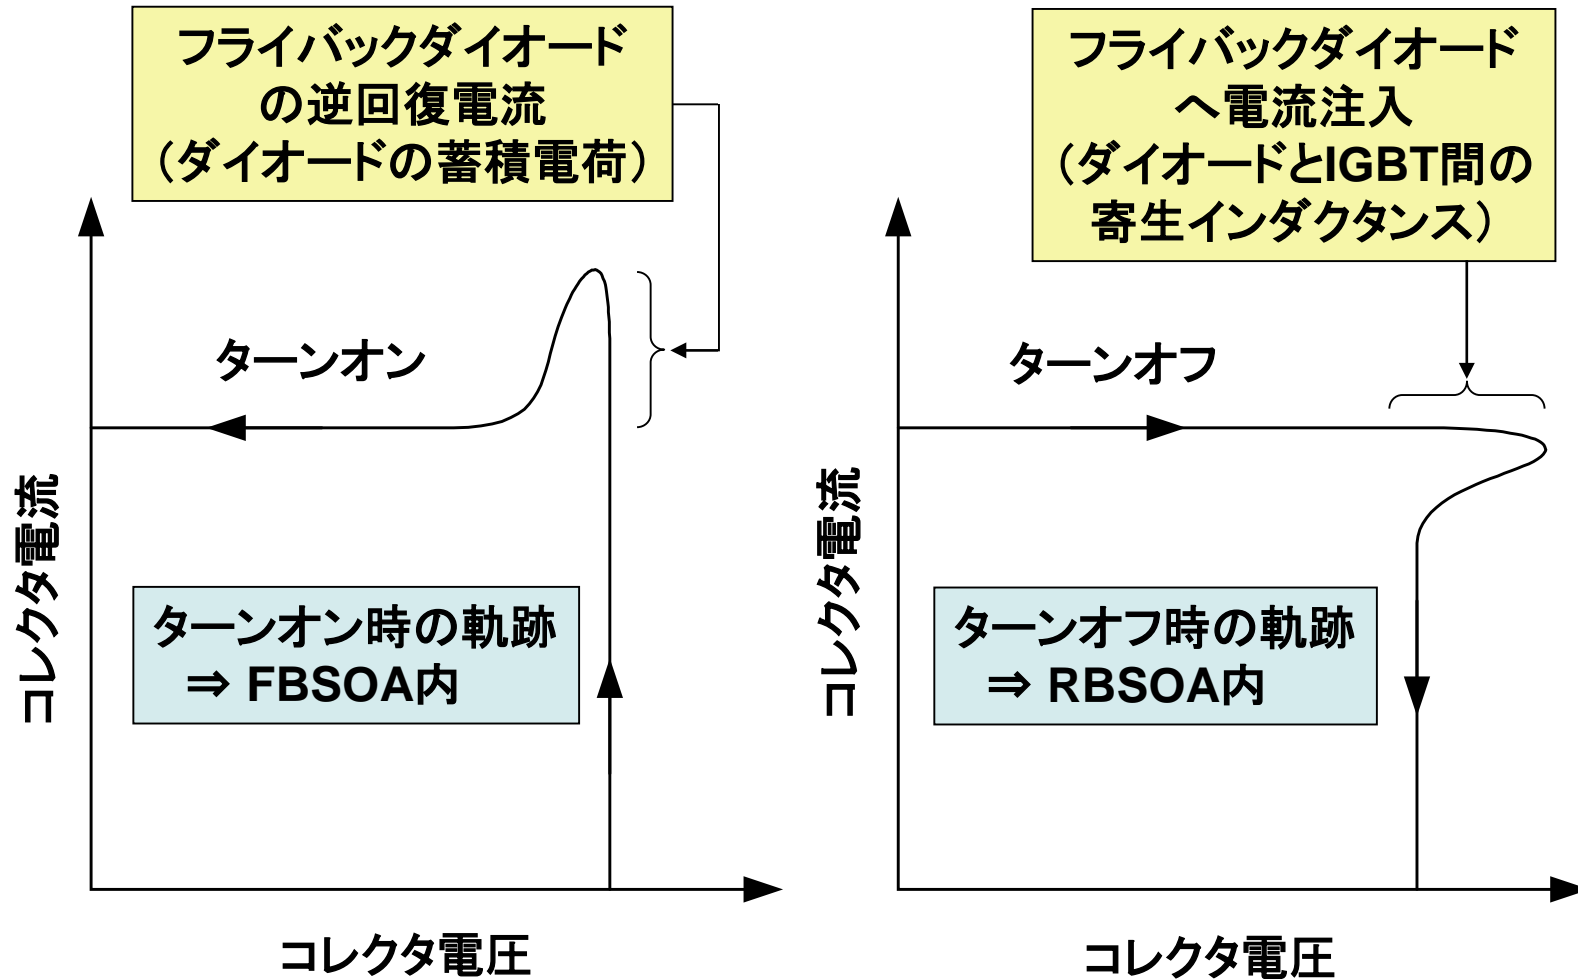 フライバックダイオード
の逆回復電流
（ダイオードの蓄積電荷）
ターンオン
コレクタ電流
ターンオン時の軌跡
⇒ FBSOA内
コレクタ電圧
フライバックダイオード
へ電流注入
（ダイオードとIGBT間の
寄生インダクタンス）
ターンオフ
コレクタ電流
ターンオフ時の軌跡
⇒ RBSOA内
コレクタ電圧